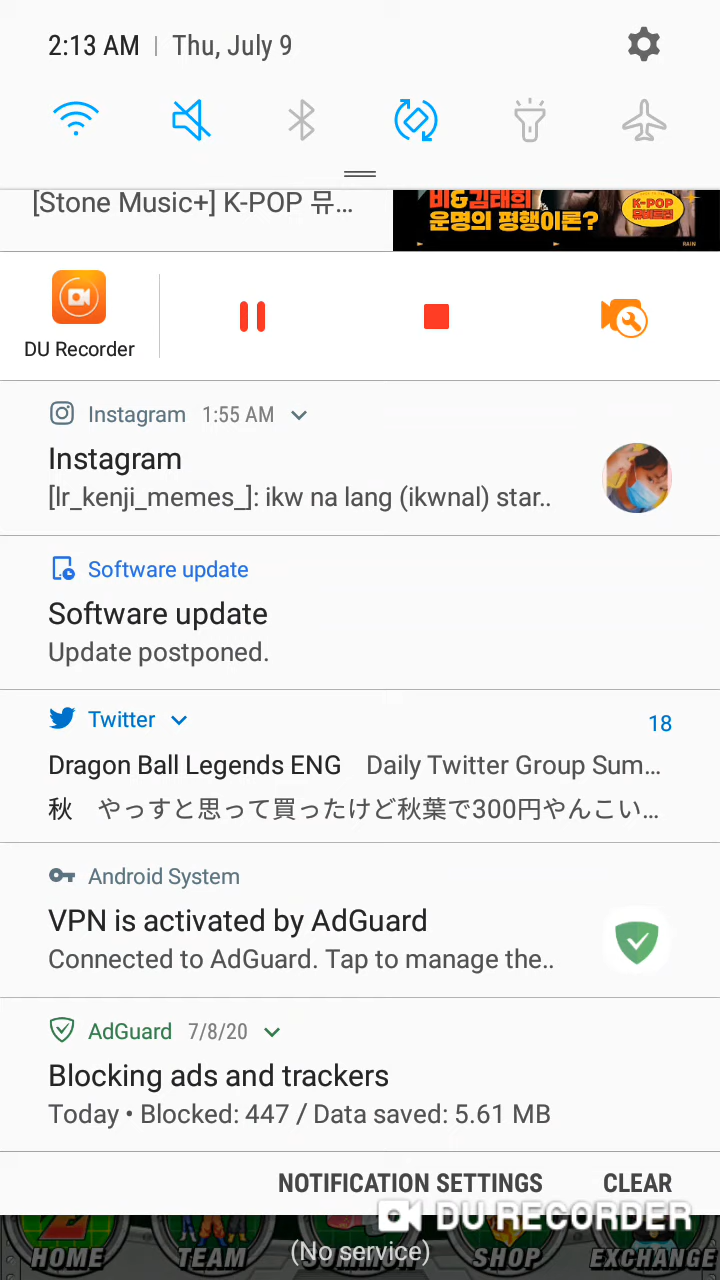 2:13 AM | Thu, July 9
[Stone Music+] K-POP 뮤...
비&김태희
운명의 평행이론?
K-POP
RAIN
DU Recorder
Instagram 1:55 AM
Instagram
[lr_kenji_memes_]: ikw na lang (ikwnal) star..
Software update
Software update
Update postponed.
Twitter 18
Dragon Ball Legends ENG Daily Twitter Group Sum...
秋 やっすと思って買ったけど秋葉で300円やんこい...
Android System
VPN is activated by AdGuard
Connected to AdGuard. Tap to manage the..
AdGuard 7/8/20
Blocking ads and trackers
Today • Blocked: 447 / Data saved: 5.61 MB
NOTIFICATION SETTINGS CLEAR
DU RECORDER
HOME TEAM SUMMON SHOP EXCHANGE
(No service)